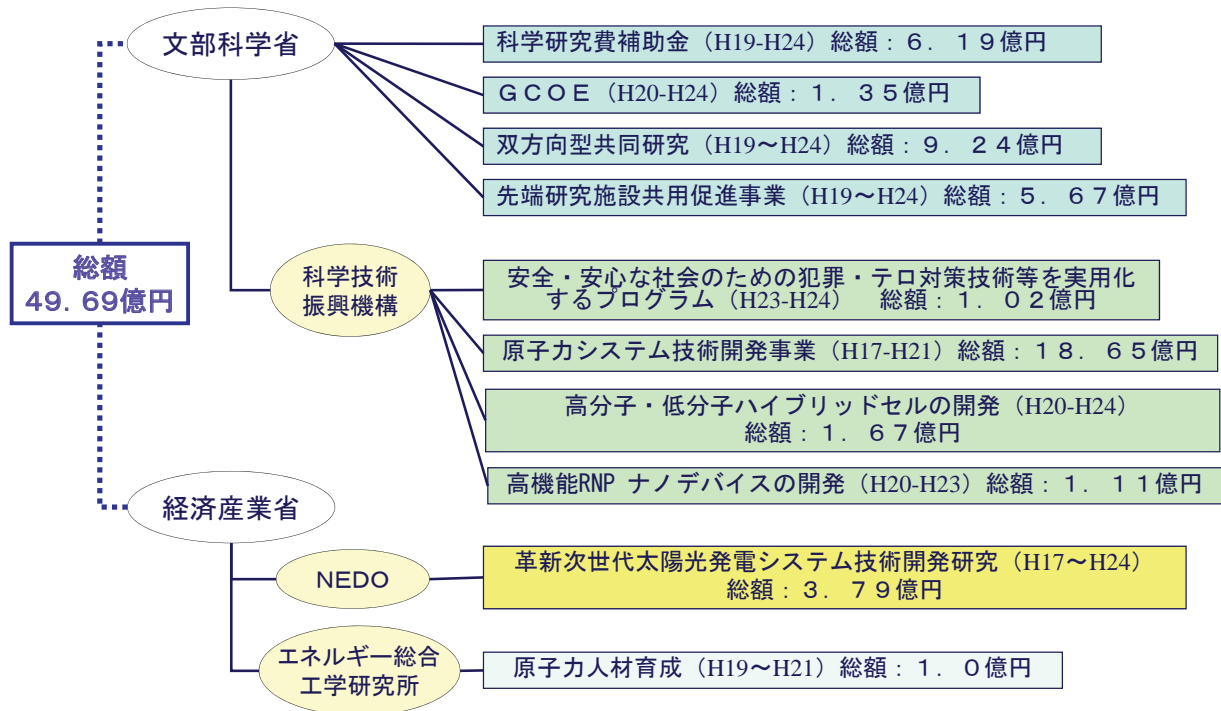 文部科学省
科学研究費補助金（H19-H24）総額：６．１９億円
ＧＣＯＥ（H20-H24）総額：１．３５億円
双方向型共同研究（H19～H24）総額：９．２４億円
先端研究施設共用促進事業（H19～H24）総額：５．６７億円
総額
49.69億円
科学技術
振興機構
安全・安心な社会のための犯罪・テロ対策技術等を実用化
するプログラム（H23-H24）　総額：１．０２億円
原子力システム技術開発事業（H17-H21）総額：１８．６５億円
高分子・低分子ハイブリッドセルの開発（H20-H24）
総額：１．６７億円
高機能RNP ナノデバイスの開発（H20-H23）総額：１．１１億円
経済産業省
NEDO
革新次世代太陽光発電システム技術開発研究（H17～H24）
総額：３．７９億円
エネルギー総合
工学研究所
原子力人材育成（H19～H21）総額：１．０億円